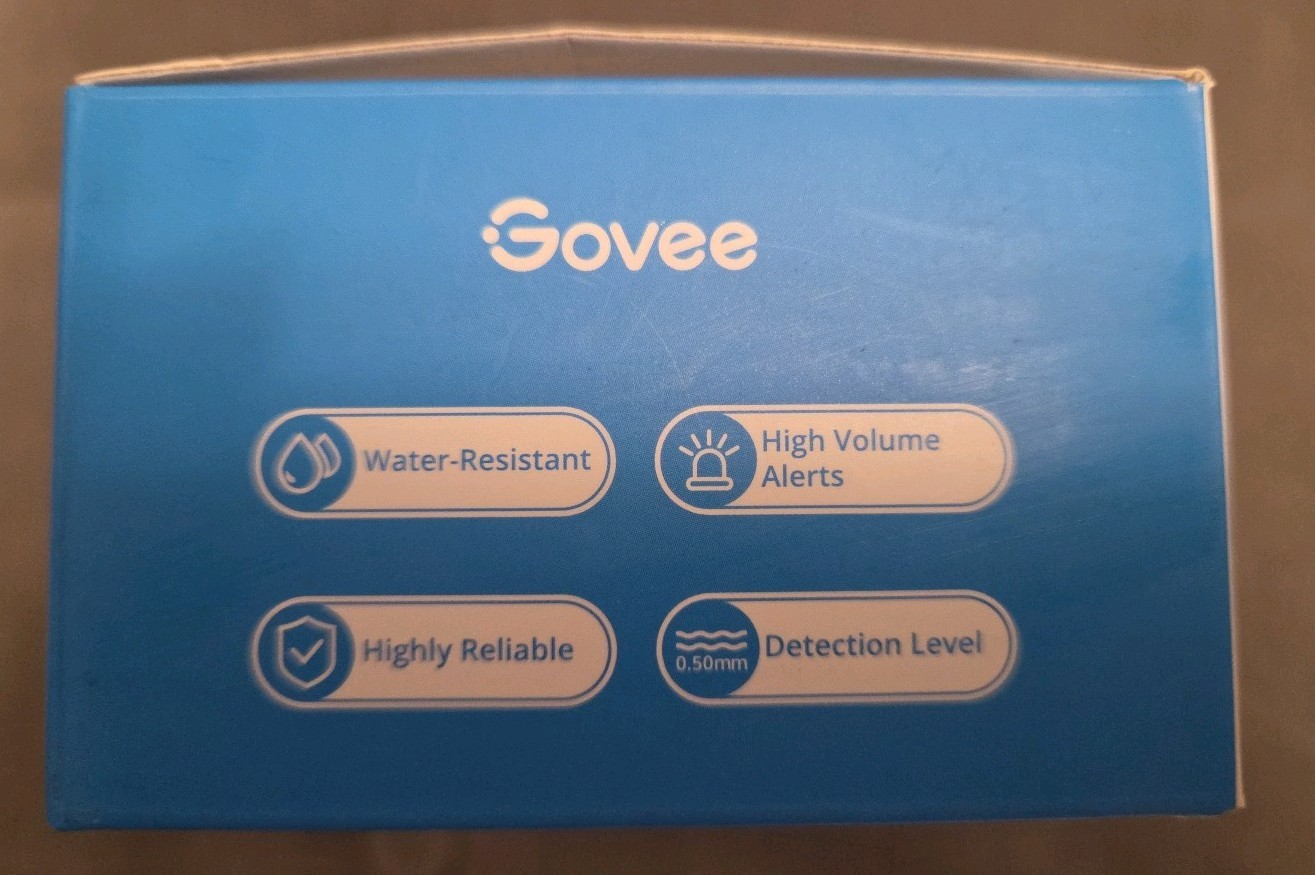 Govee
Water-Resistant
High Volume
Alerts
Highly Reliable
0.50mm
Detection Level